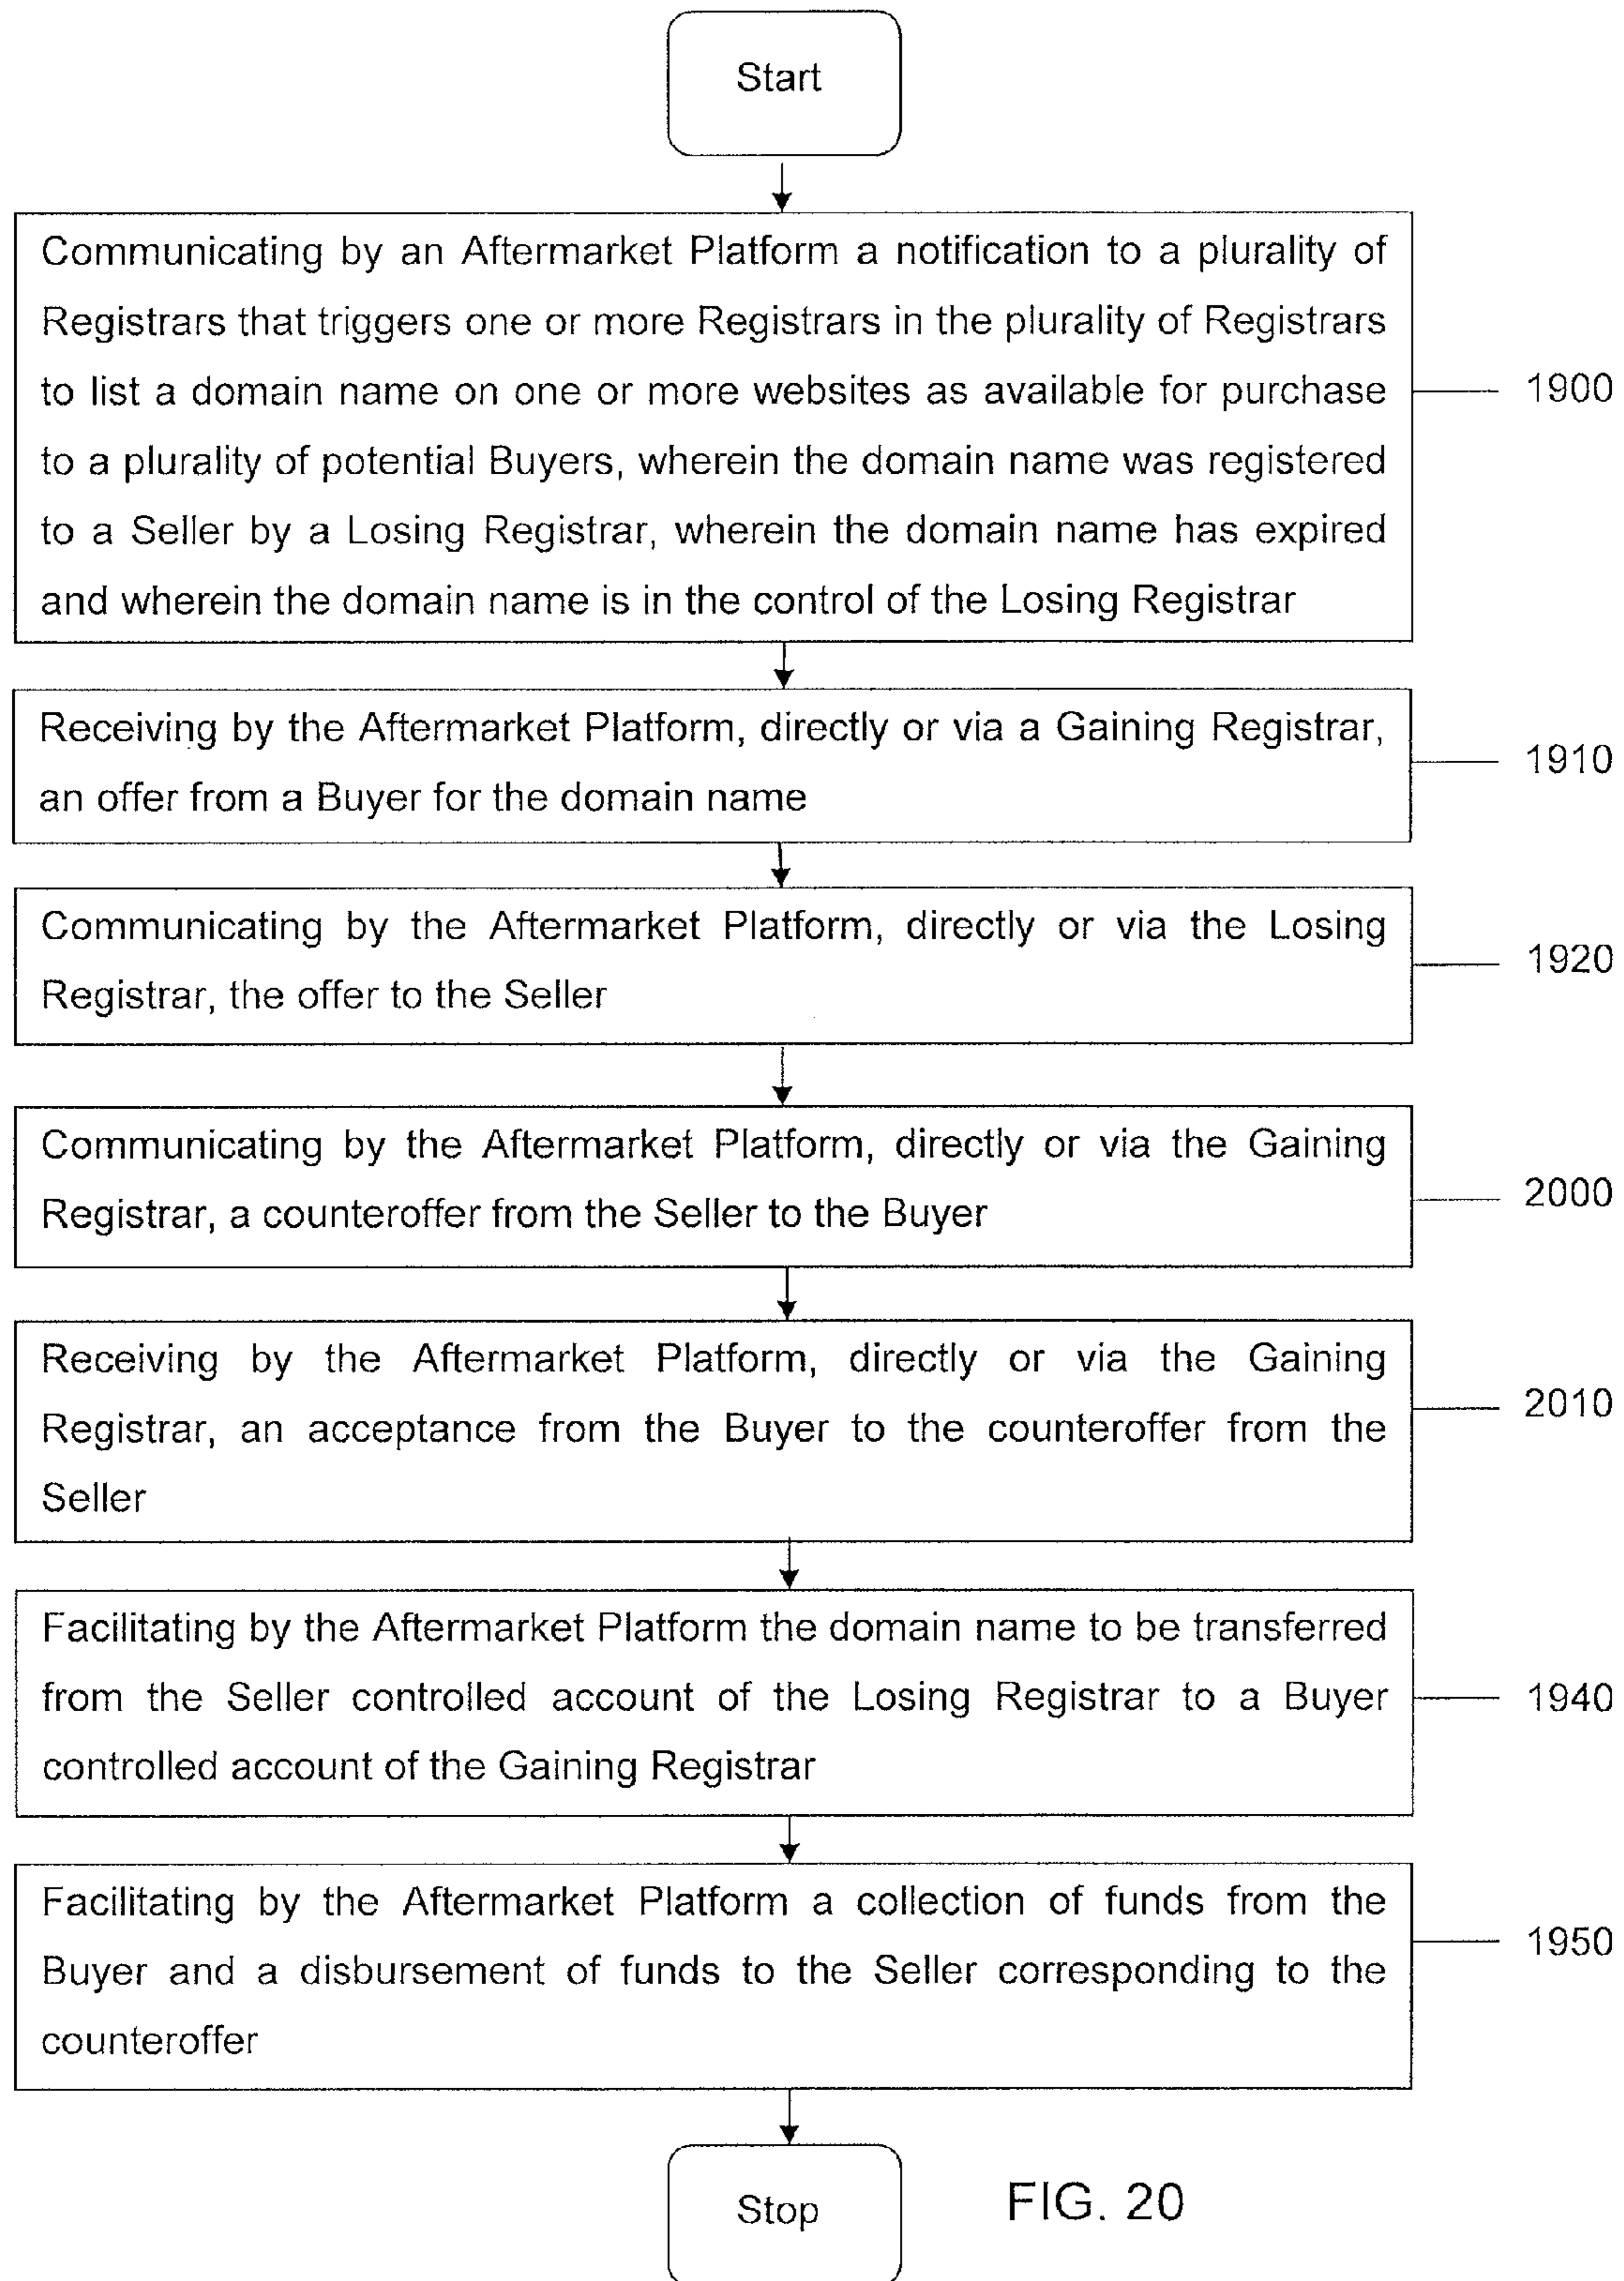 Start
Communicating by an Aftermarket Platform a notification to a plurality of
Registrars that triggers one or more Registrars in the plurality of Registrars
to list a domain name on one or more websites as available for purchase
to a plurality of potential Buyers, wherein the domain name was registered
to a Seller by a Losing Registrar, wherein the domain name has expired
and wherein the domain name is in the control of the Losing Registrar
1900
Receiving by the Aftermarket Platform, directly or via a Gaining Registrar,
an offer from a Buyer for the domain name
1910
Communicating by the Aftermarket Platform, directly or via the Losing
Registrar, the offer to the Seller
1920
Communicating by the Aftermarket Platform, directly or via the Gaining
Registrar, a counteroffer from the Seller to the Buyer
2000
Receiving by the Aftermarket Platform, directly or via the Gaining
Registrar, an acceptance from the Buyer to the counteroffer from the
Seller
2010
Facilitating by the Aftermarket Platform the domain name to be transferred
from the Seller controlled account of the Losing Registrar to a Buyer
controlled account of the Gaining Registrar
1940
Facilitating by the Aftermarket Platform a collection of funds from the
Buyer and a disbursement of funds to the Seller corresponding to the
counteroffer
1950
Stop
FIG. 20